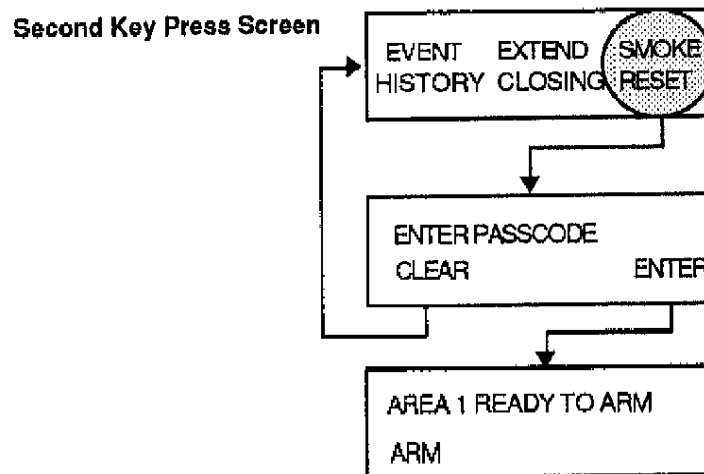 Second Key Press Screen
EVENT EXTEND SMOKE
HISTORY CLOSING RESET
ENTER PASSCODE
CLEAR ENTER
AREA 1 READY TO ARM
ARM